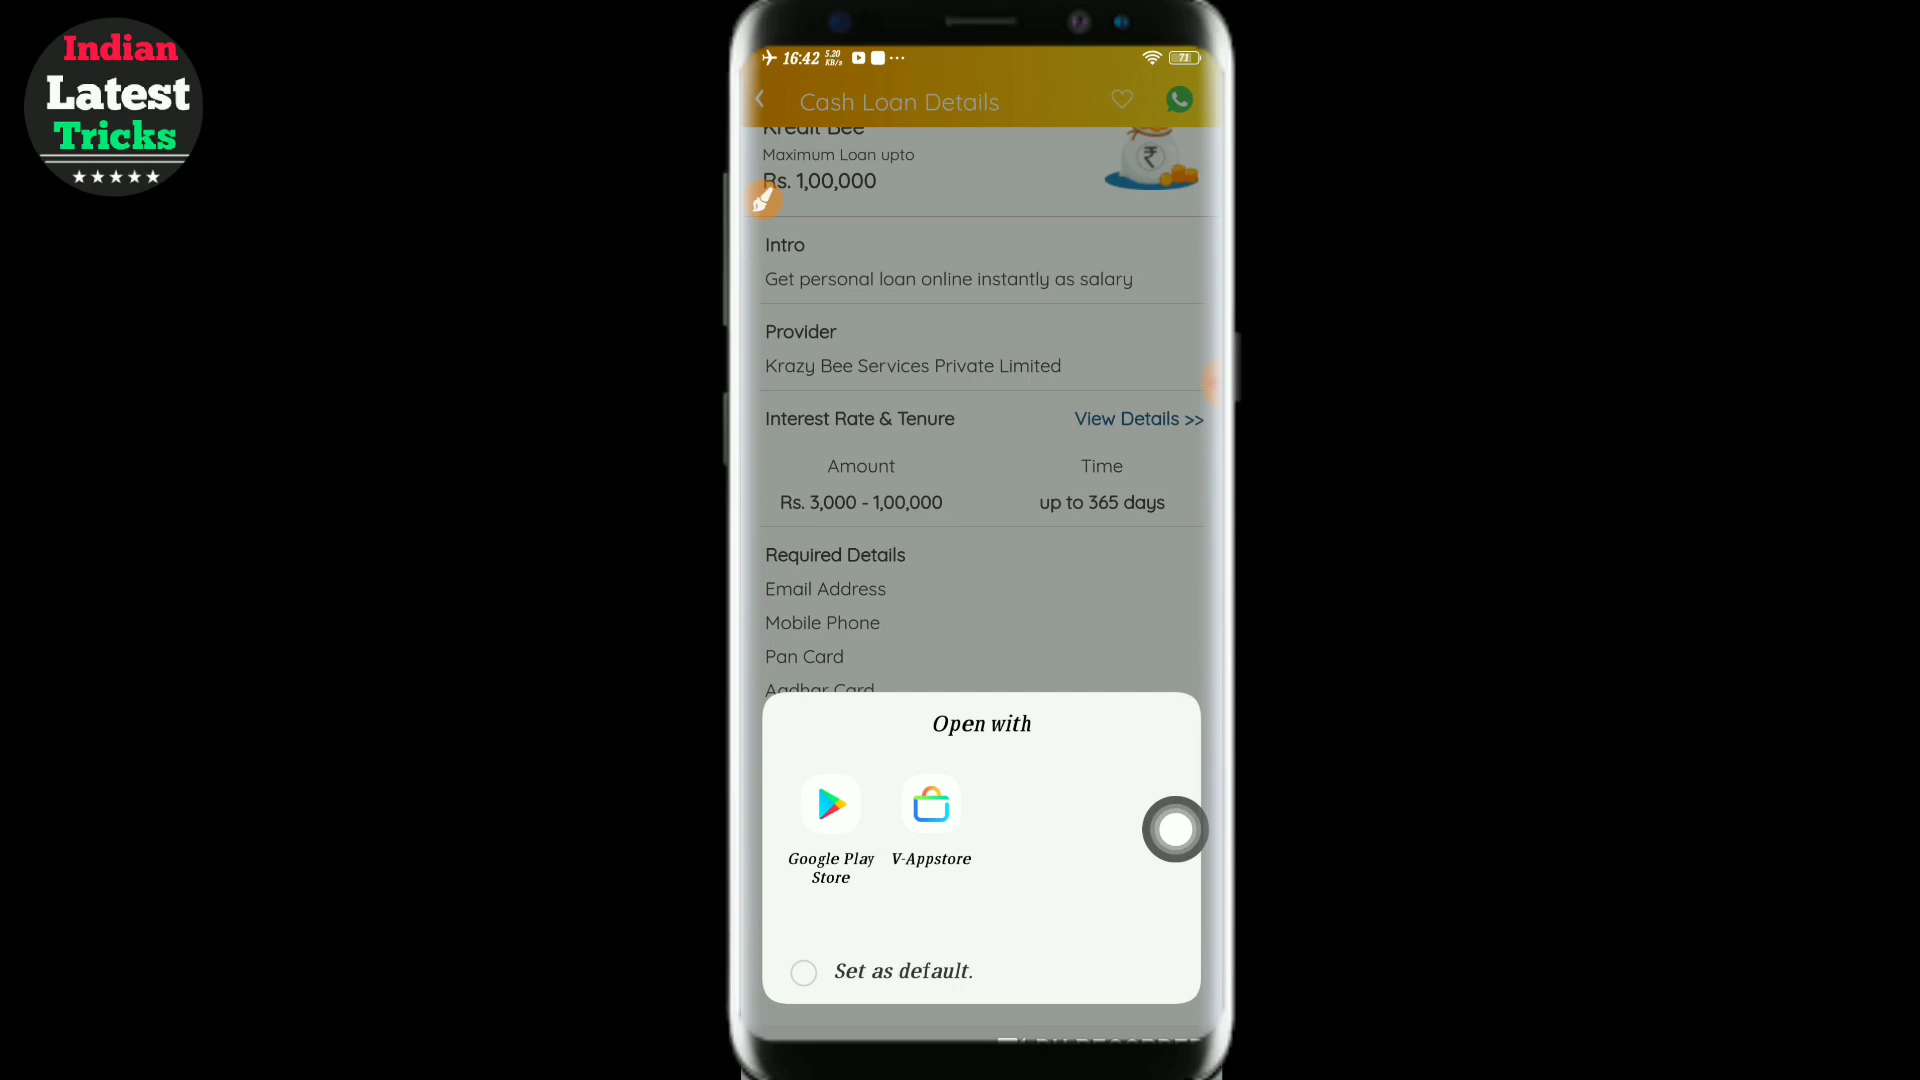 Indian
Latest
Tricks
16:42 5.20 KB/s
71
Cash Loan Details
Kredit Bee
Maximum Loan upto
Rs. 1,00,000
Intro
Get personal loan online instantly as salary
Provider
Krazy Bee Services Private Limited
Interest Rate & Tenure View Details >>
Amount Time
Rs. 3,000 - 1,00,000 up to 365 days
Required Details
Email Address
Mobile Phone
Pan Card
Aadhar Card
Open with
Google Play Store
V-Appstore
Set as default.